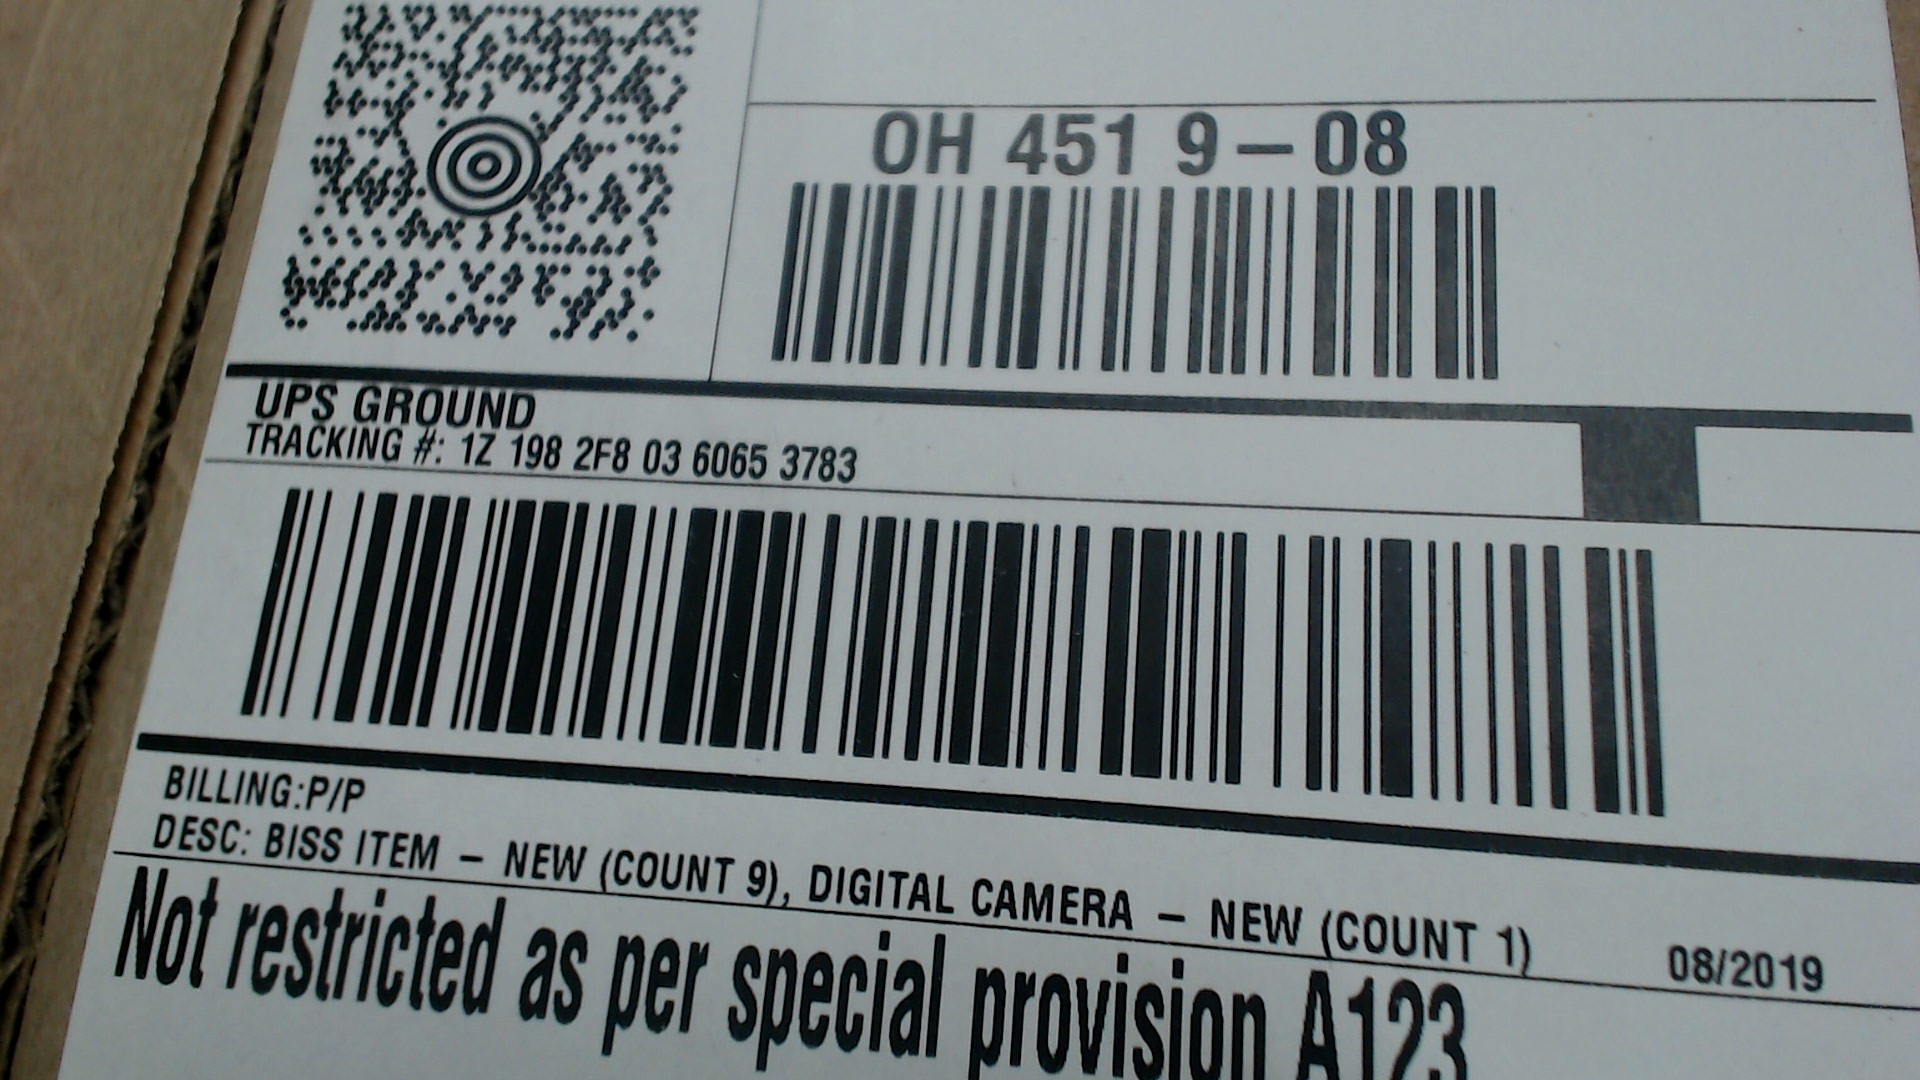 OH 451 9-08
UPS GROUND
TRACKING #: 1Z 198 2F8 03 6065 3783
BILLING:P/P
DESC: BISS ITEM - NEW (COUNT 9), DIGITAL CAMERA - NEW (COUNT 1)
08/2019
Not restricted as per special provision A123